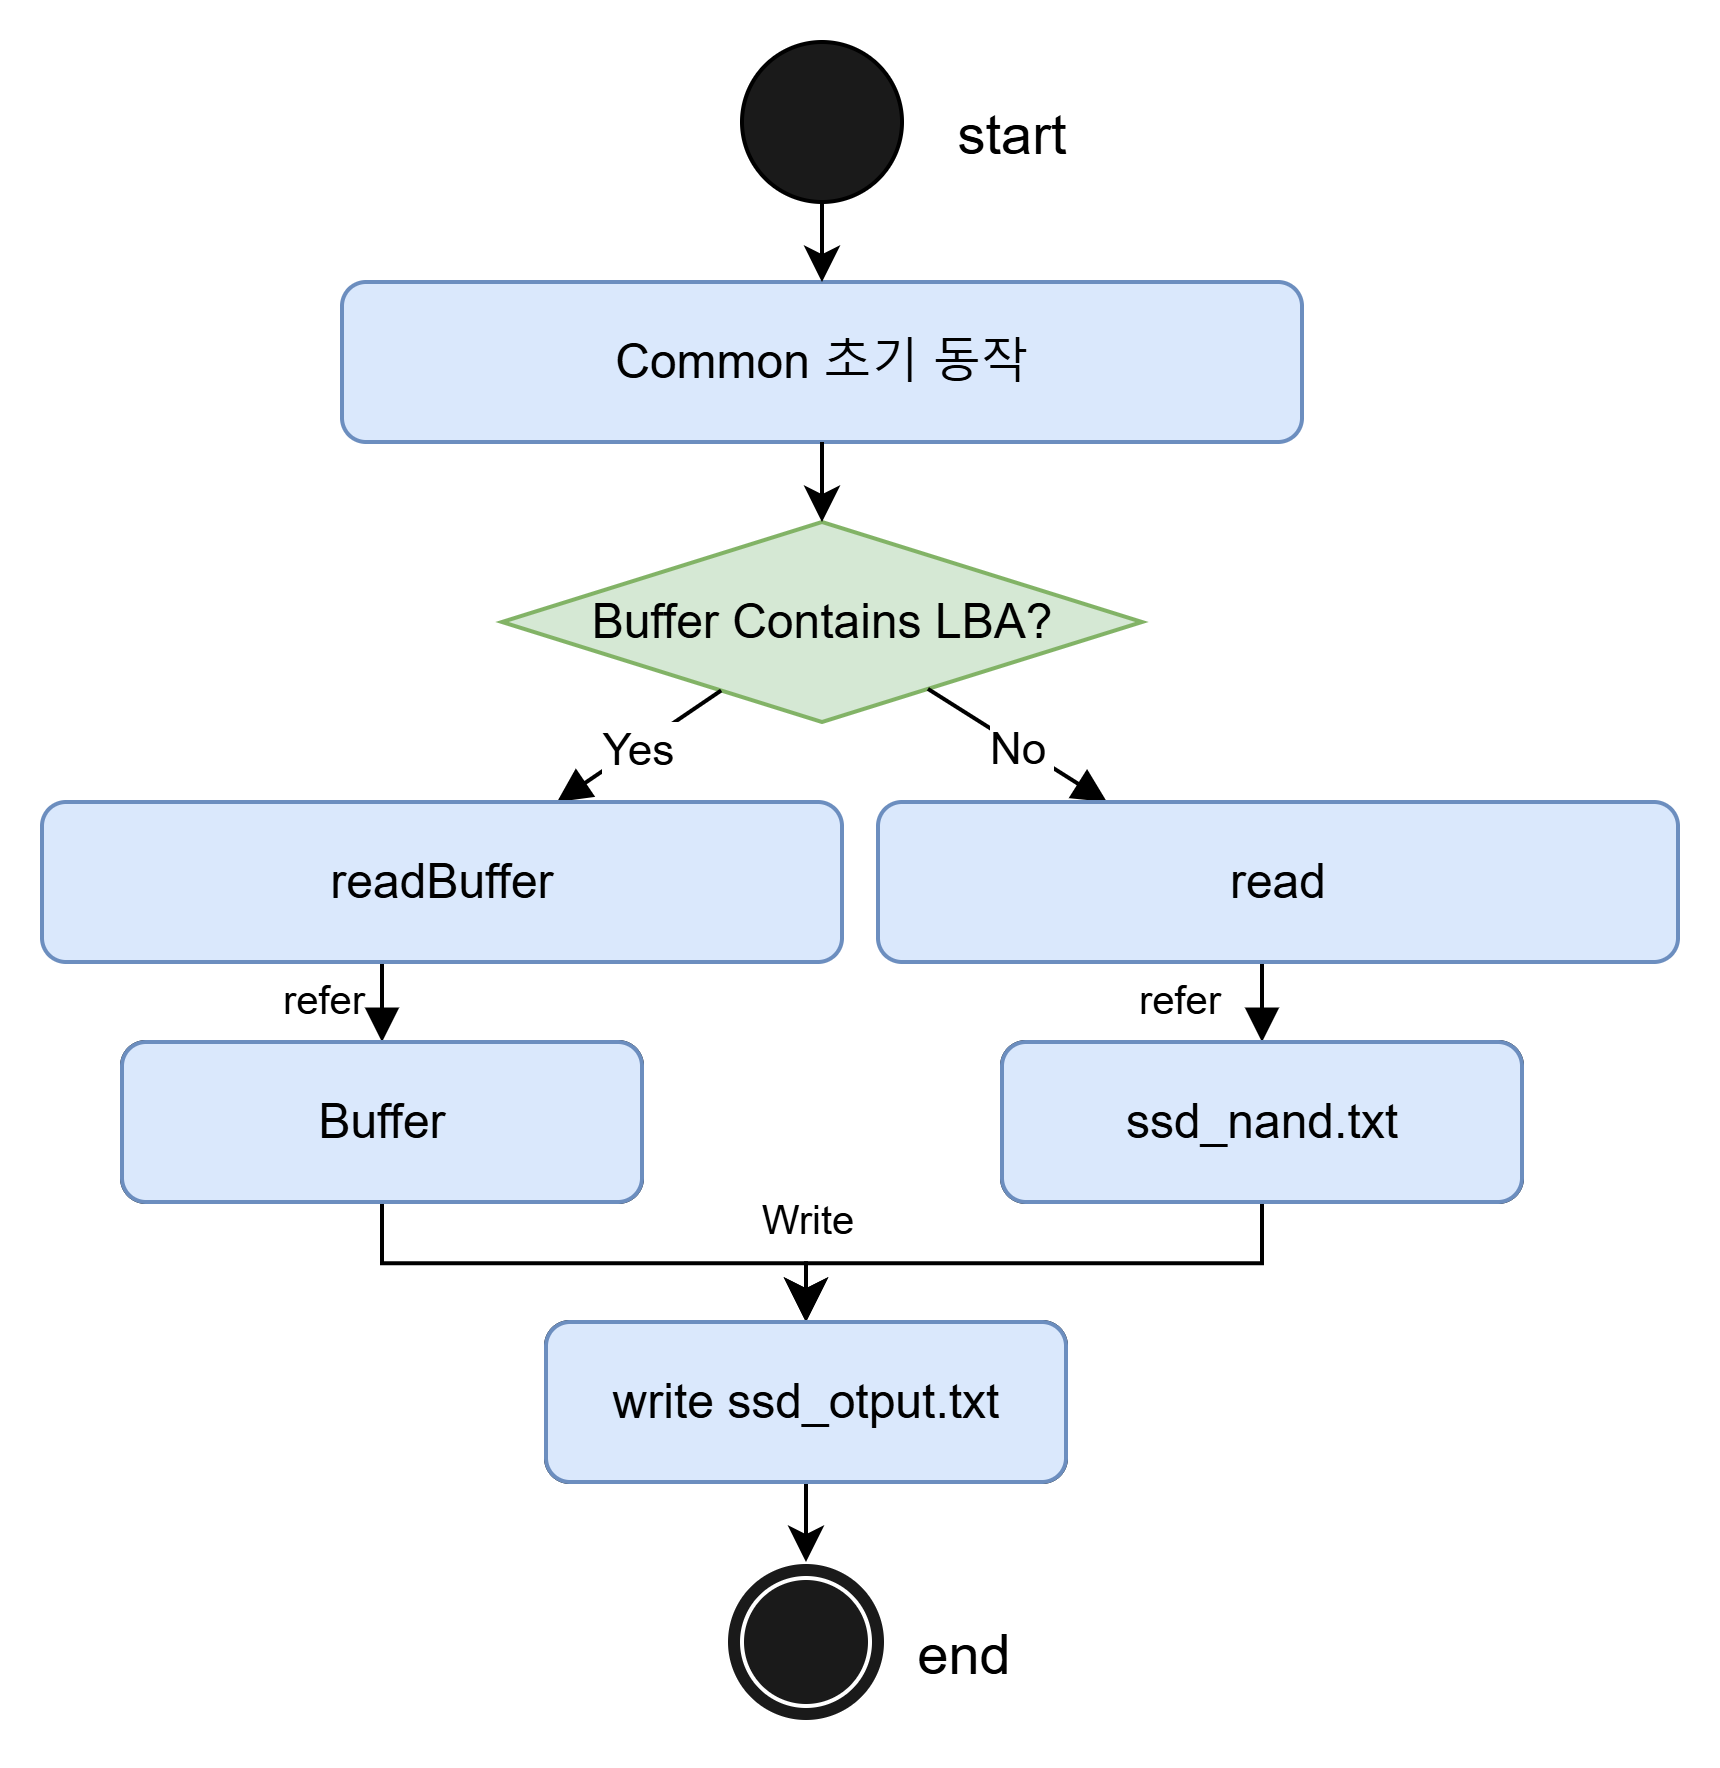 start
Common 초기 동작
Buffer Contains LBA?
Yes
No
readBuffer
read
refer
refer
Buffer
ssd_nand.txt
Write
write ssd_otput.txt
end